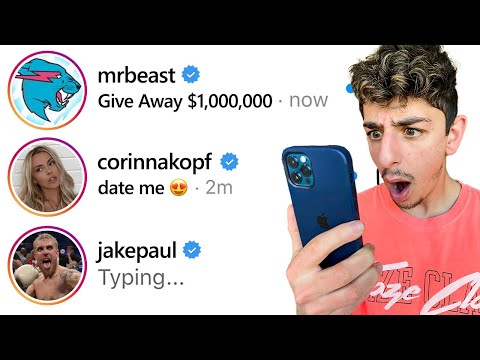 mrbeast
Give Away $1,000,000 · now
corinnakopf
date me 😍 · 2m
jakepaul
Typing...